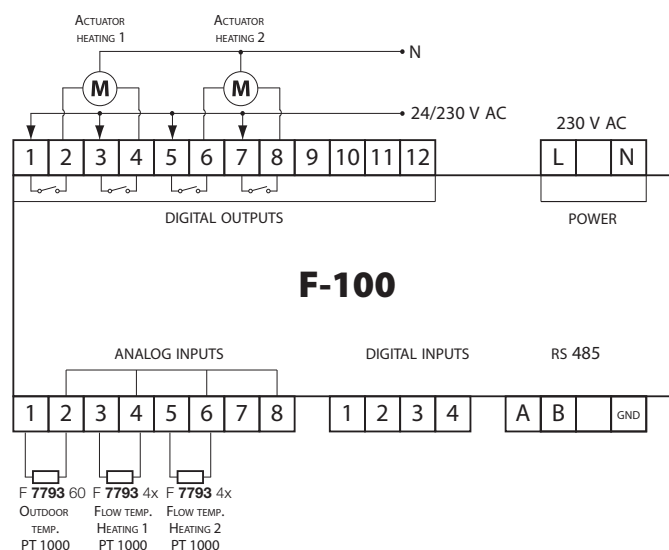 Actuator heating 1
Actuator heating 2
N
M M
24/230 V AC
230 V AC
1 2 3 4 5 6 7 8 9 10 11 12
L N
DIGITAL OUTPUTS
POWER
F-100
ANALOG INPUTS
DIGITAL INPUTS
RS 485
1 2 3 4 5 6 7 8
1 2 3 4
A B GND
F 7793 60
Outdoor
temp.
PT 1000
F 7793 4x
Flow temp.
Heating 1
PT 1000
F 7793 4x
Flow temp.
Heating 2
PT 1000